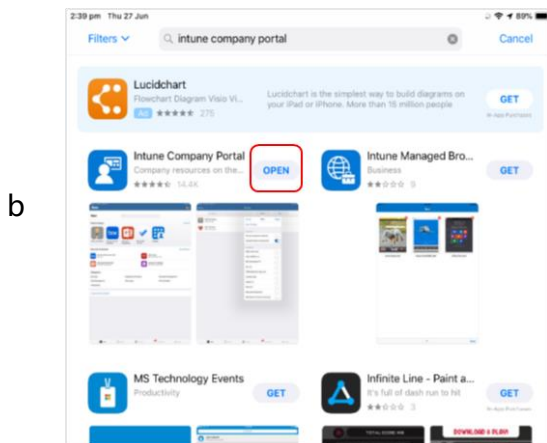 2:39 pm Thu 27 Jun
89%
Filters
intune company portal
Cancel
Lucidchart
Flowchart Diagram Visio Vi...
Ad 275
Lucidchart is the simplest way to build diagrams on
your iPad or iPhone. More than 15 million people
GET
In-App Purchases
b
Intune Company Portal
Company resources on the...
14.4K
OPEN
Intune Managed Bro...
Business
9
GET
MS Technology Events
Productivity
GET
Infinite Line - Paint a...
It's full of dash run to hit
3
GET
In-App Purchases
DOWNLOAD & PLAY!